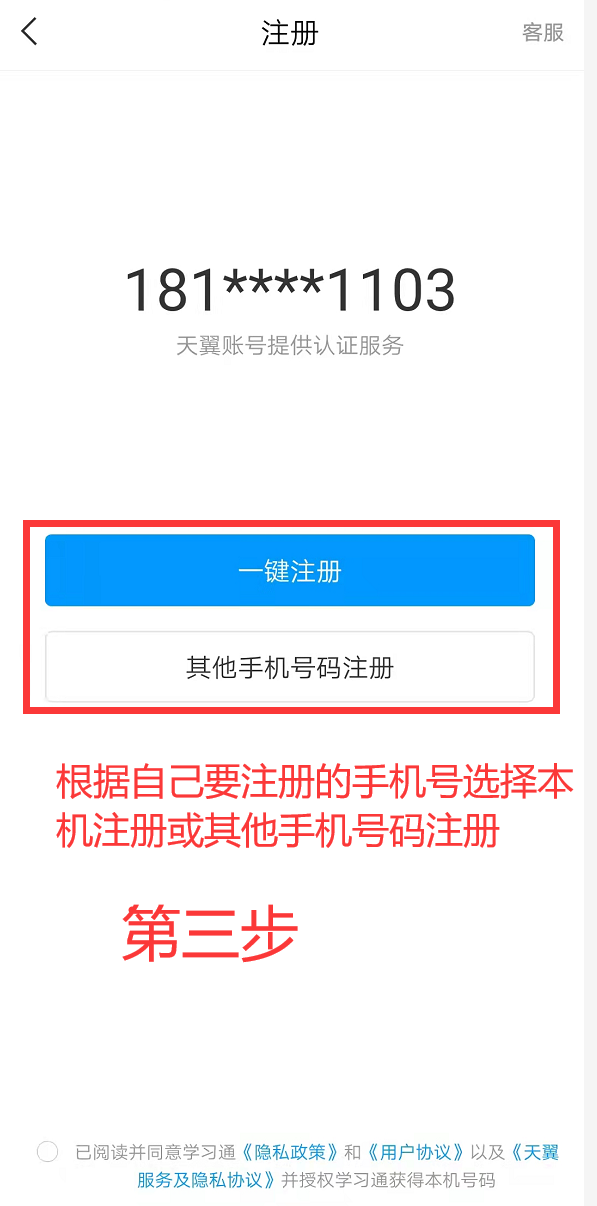 注册
客服
181****1103
天翼账号提供认证服务
一键注册
其他手机号码注册
根据自己要注册的手机号选择本
机注册或其他手机号码注册
第三步
已阅读并同意学习通《隐私政策》和《用户协议》以及《天翼
服务及隐私协议》并授权学习通获得本机号码